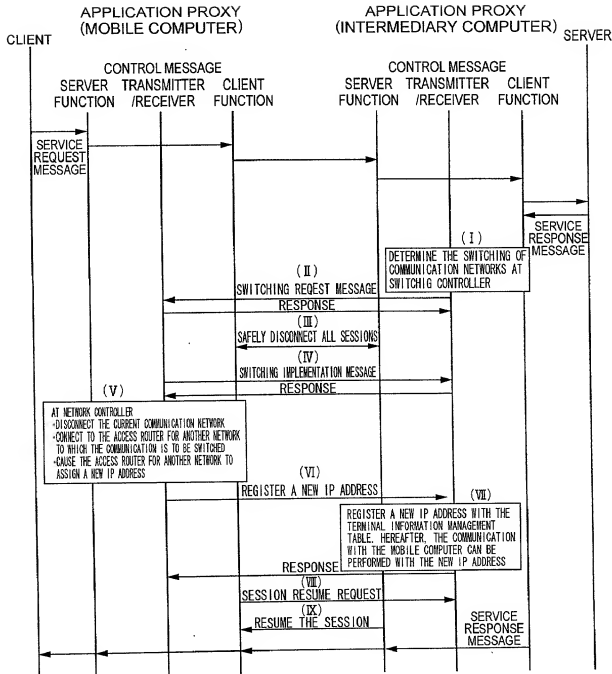 APPLICATION PROXY
(MOBILE COMPUTER)
APPLICATION PROXY
(INTERMEDIARY COMPUTER)
CLIENT
SERVER
CONTROL MESSAGE
SERVER TRANSMITTER CLIENT
FUNCTION /RECEIVER FUNCTION
CONTROL MESSAGE
SERVER TRANSMITTER CLIENT
FUNCTION /RECEIVER FUNCTION
SERVICE
REQUEST
MESSAGE
SERVICE
RESPONSE
MESSAGE
(I)
DETERMINE THE SWITCHING OF
COMMUNICATION NETWORKS AT
SWITCHIG CONTROLLER
(II)
SWITCHING REQEST MESSAGE
RESPONSE
(III)
SAFELY DISCONNECT ALL SESSIONS
(IV)
SWITCHING IMPLEMENTATION MESSAGE
RESPONSE
(V)
AT NETWORK CONTROLLER
•DISCONNECT THE CURRENT COMMUNICATION NETWORK
•CONNECT TO THE ACCESS ROUTER FOR ANOTHER NETWORK
TO WHICH THE COMMUNICATION IS TO BE SWITCHED
•CAUSE THE ACCESS ROUTER FOR ANOTHER NETWORK TO
ASSIGN A NEW IP ADDRESS
(VI)
REGISTER A NEW IP ADDRESS
(VII)
REGISTER A NEW IP ADDRESS WITH THE
TERMINAL INFORMATION MANAGEMENT
TABLE. HEREAFTER, THE COMMUNICATION
WITH THE MOBILE COMPUTER CAN BE
PERFORMED WITH THE NEW IP ADDRESS
RESPONSE
(VIII)
SESSION RESUME REQUEST
(IX)
RESUME THE SESSION
SERVICE
RESPONSE
MESSAGE